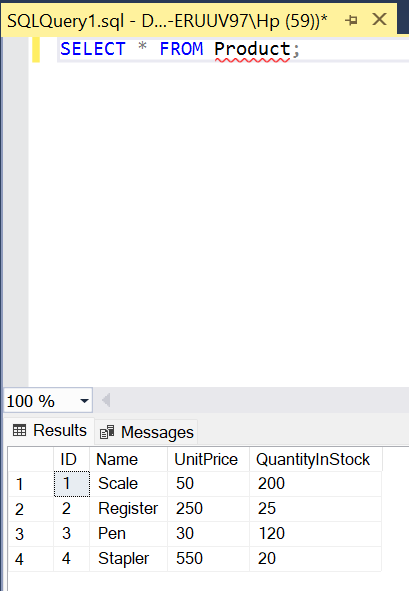 SQLQuery1.sql - D...-ERUUV97\Hp (59))*
SELECT * FROM Product;
100 %
Results Messages
ID Name UnitPrice QuantityInStock
1 1 Scale 50 200
2 2 Register 250 25
3 3 Pen 30 120
4 4 Stapler 550 20